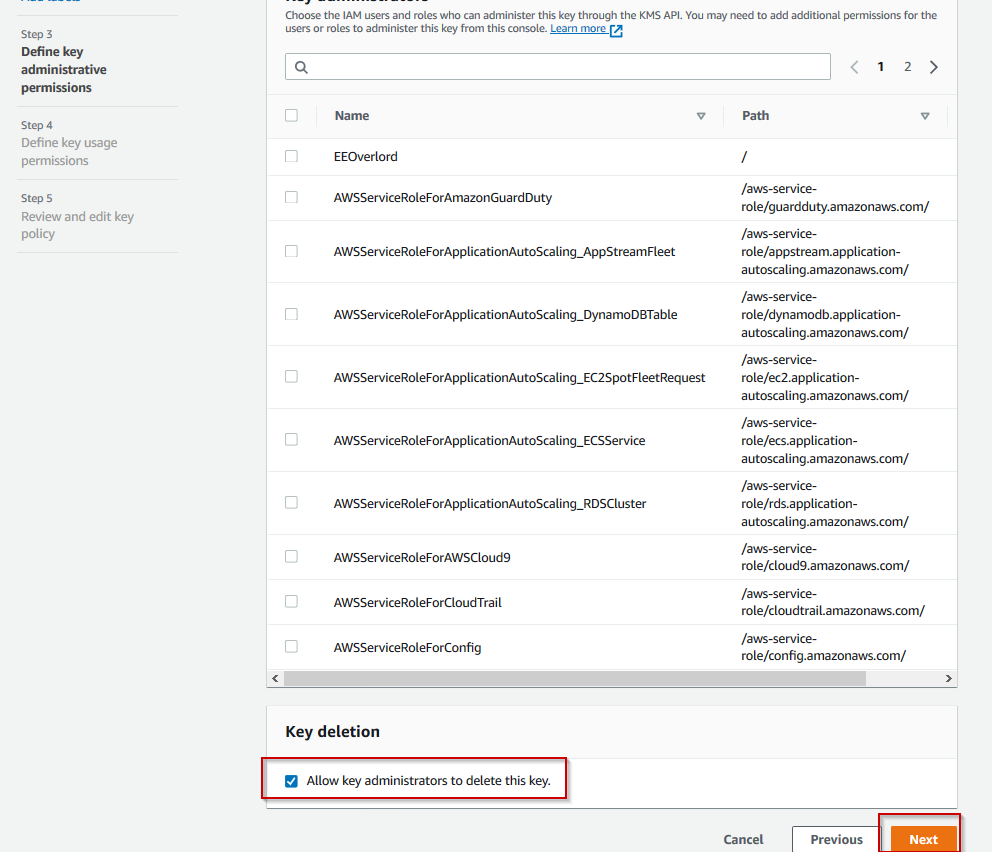 Add labels
Step 3
Define key
administrative
permissions
Step 4
Define key usage
permissions
Step 5
Review and edit key
policy
Key administrators
Choose the IAM users and roles who can administer this key through the KMS API. You may need to add additional permissions for the
users or roles to administer this key from this console. Learn more
1 2
Name Path
EEOverlord /
AWSServiceRoleForAmazonGuardDuty /aws-service-
role/guardduty.amazonaws.com/
AWSServiceRoleForApplicationAutoScaling_AppStreamFleet /aws-service-
role/appstream.application-
autoscaling.amazonaws.com/
AWSServiceRoleForApplicationAutoScaling_DynamoDBTable /aws-service-
role/dynamodb.application-
autoscaling.amazonaws.com/
AWSServiceRoleForApplicationAutoScaling_EC2SpotFleetRequest /aws-service-
role/ec2.application-
autoscaling.amazonaws.com/
AWSServiceRoleForApplicationAutoScaling_ECSService /aws-service-
role/ecs.application-
autoscaling.amazonaws.com/
AWSServiceRoleForApplicationAutoScaling_RDSCluster /aws-service-
role/rds.application-
autoscaling.amazonaws.com/
AWSServiceRoleForAWSCloud9 /aws-service-
role/cloud9.amazonaws.com/
AWSServiceRoleForCloudTrail /aws-service-
role/cloudtrail.amazonaws.com/
AWSServiceRoleForConfig /aws-service-
role/config.amazonaws.com/
Key deletion
Allow key administrators to delete this key.
Cancel Previous Next